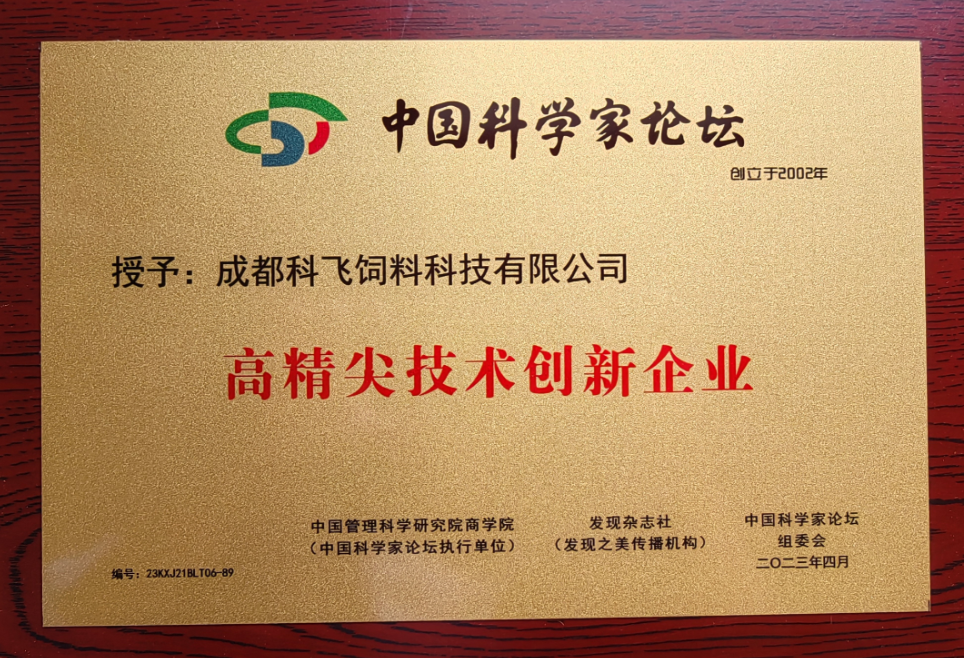 中国科学家论坛
创立于2002年
授予：成都科飞饲料科技有限公司
高精尖技术创新企业
中国管理科学研究院商学院
（中国科学家论坛执行单位）
发现杂志社
（发现之美传播机构）
中国科学家论坛
组委会
二〇二三年四月
编号：23KXJ21BLT06-89